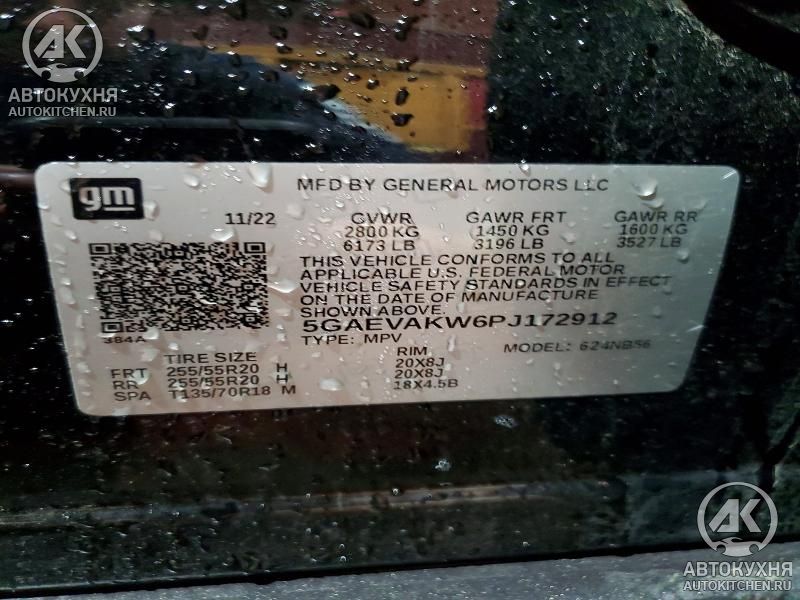 AK
АВТОКУХНЯ
AUTOKITCHEN.RU
gm
MFD BY GENERAL MOTORS LLC
11/22 GVWR GAWR FRT GAWR RR
2800 KG 1450 KG 1600 KG
6173 LB 3196 LB 3527 LB
THIS VEHICLE CONFORMS TO ALL
APPLICABLE U.S. FEDERAL MOTOR
VEHICLE SAFETY STANDARDS IN EFFECT
ON THE DATE OF MANUFACTURE
SHOWN ABOVE.
384A 5GAEVAKW6PJ172912
TYPE: MPV MODEL: 624NB56
TIRE SIZE RIM
FRT 255/55R20 H 20X8J
RR 255/55R20 H 20X8J
SPA T135/70R18 M 18X4.5B
AK
АВТОКУХНЯ
AUTOKITCHEN.RU